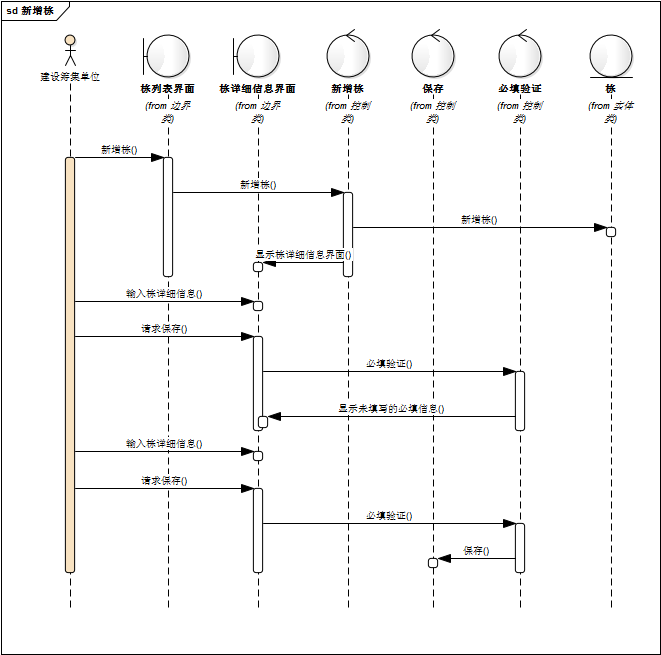 sd 新增栋
建设筹集单位
栋列表界面
(from 边界
类)
栋详细信息界面
(from 边界
类)
新增栋
(from 控制
类)
保存
(from 控制
类)
必填验证
(from 控制
类)
栋
(from 实体
类)
新增栋()
新增栋()
新增栋()
显示栋详细信息界面()
输入栋详细信息()
请求保存()
必填验证()
显示未填写的必填信息()
输入栋详细信息()
请求保存()
必填验证()
保存()